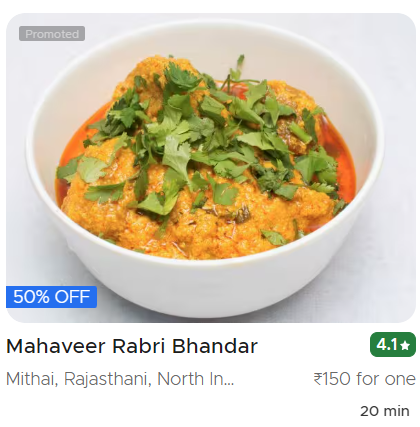 Promoted
50% OFF
Mahaveer Rabri Bhandar
4.1★
Mithai, Rajasthani, North In...
₹150 for one
20 min